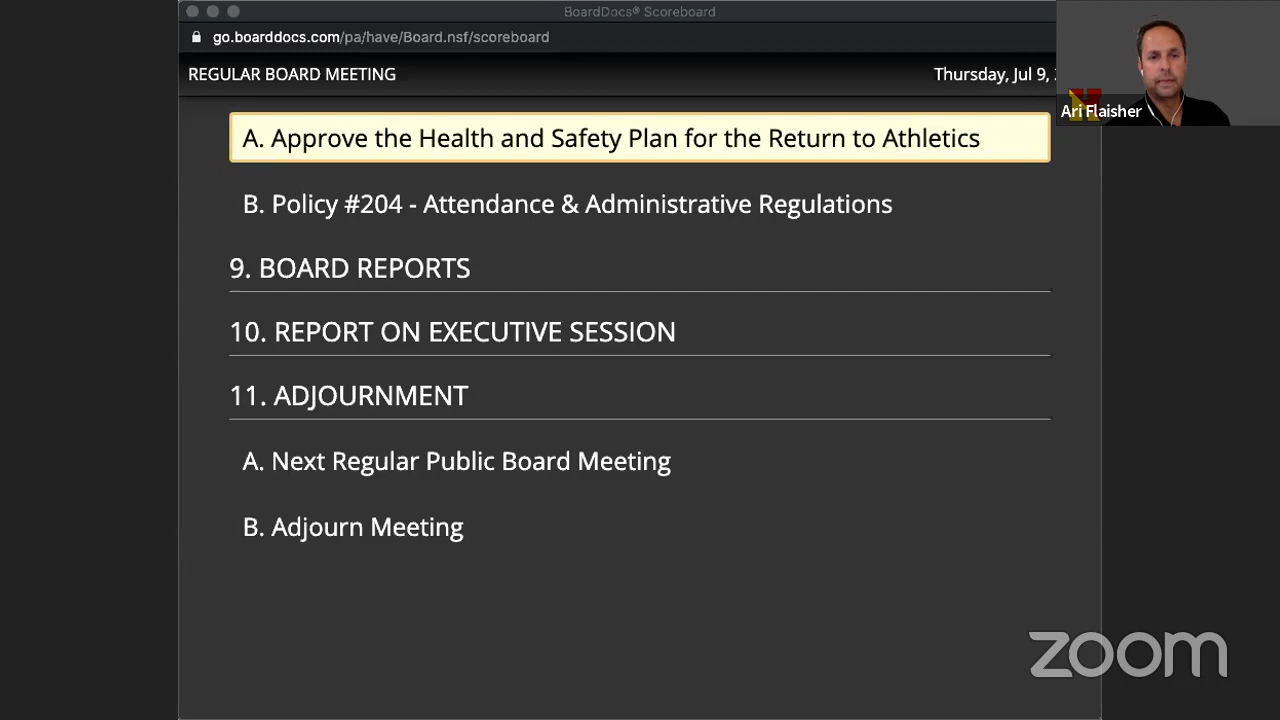 BoardDocs® Scoreboard
go.boarddocs.com/pa/have/Board.nsf/scoreboard
REGULAR BOARD MEETING
Thursday, Jul 9,
Ari Flaisher
A. Approve the Health and Safety Plan for the Return to Athletics
B. Policy #204 - Attendance & Administrative Regulations
9. BOARD REPORTS
10. REPORT ON EXECUTIVE SESSION
11. ADJOURNMENT
A. Next Regular Public Board Meeting
B. Adjourn Meeting
zoom